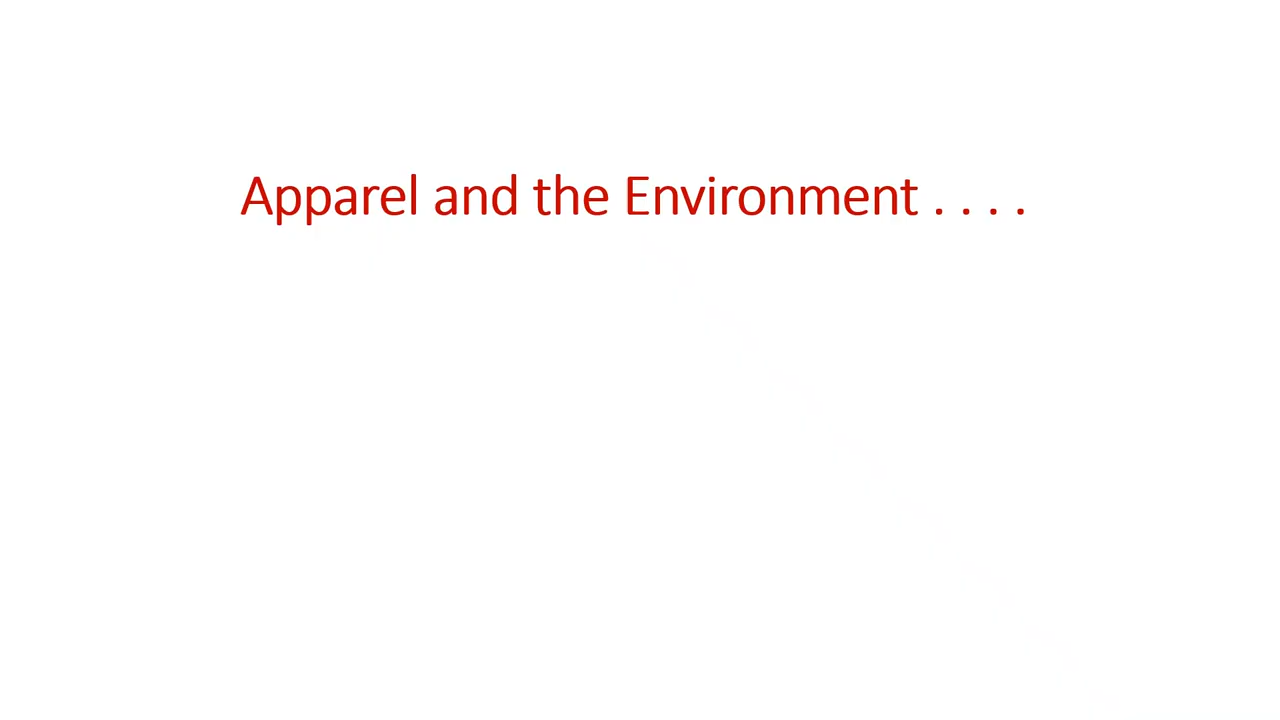 Apparel and the Environment . . . .